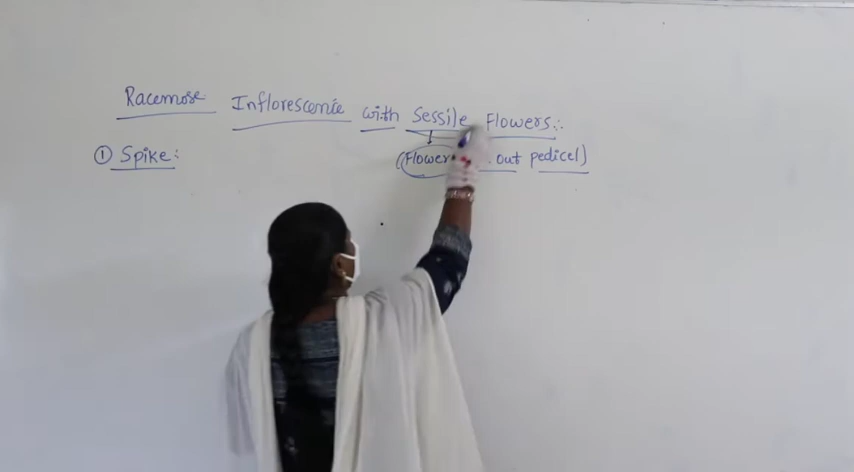 Racemose Inflorescence with Sessile Flowers:
① Spike:
(Flower out pedicel)